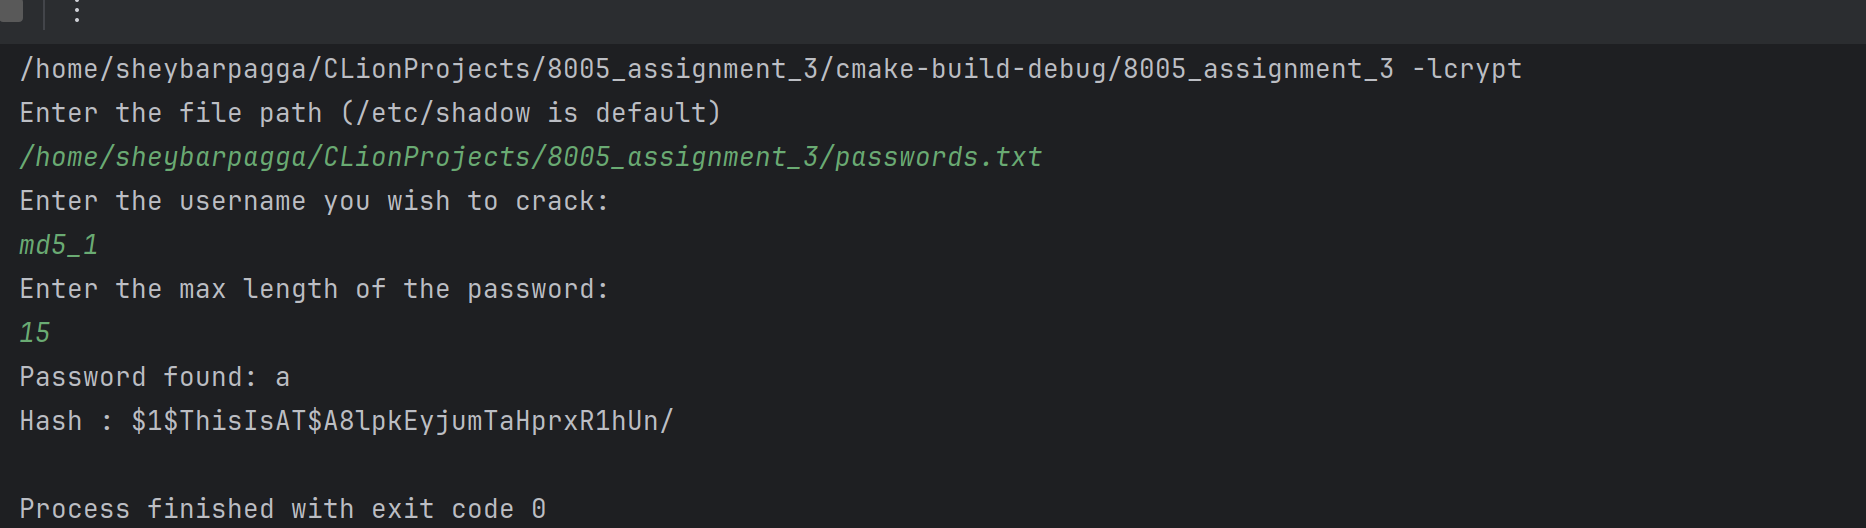 /home/sheybarpagga/CLionProjects/8005_assignment_3/cmake-build-debug/8005_assignment_3 -lcrypt
Enter the file path (/etc/shadow is default)
/home/sheybarpagga/CLionProjects/8005_assignment_3/passwords.txt
Enter the username you wish to crack:
md5_1
Enter the max length of the password:
15
Password found: a
Hash : $1$ThisIsAT$A8lpkEyjumTaHprxR1hUn/
Process finished with exit code 0